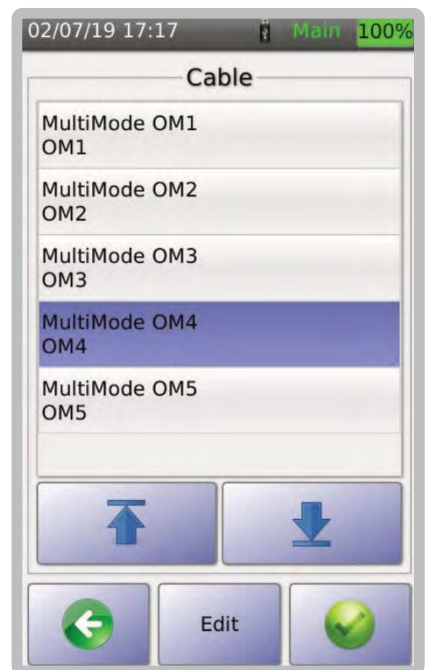 02/07/19 17:17 Main 100%
Cable
MultiMode OM1
OM1
MultiMode OM2
OM2
MultiMode OM3
OM3
MultiMode OM4
OM4
MultiMode OM5
OM5
Edit